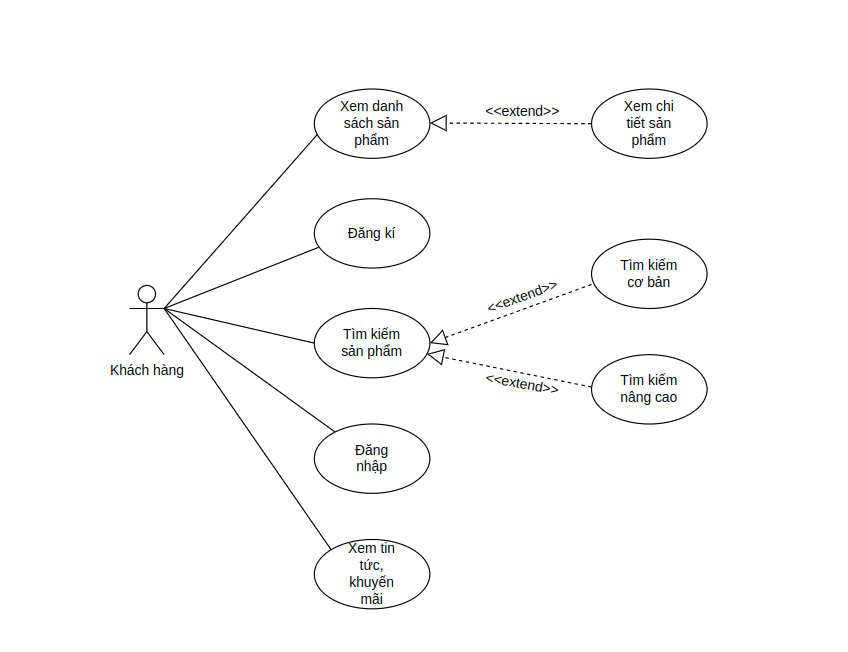 Xem danh
sách sản
phẩm
<<extend>>
Xem chi
tiết sản
phẩm
Đăng kí
Tìm kiếm
cơ bản
<<extend>>
Khách hàng
Tìm kiếm
sản phẩm
<<extend>>
Tìm kiếm
nâng cao
Đăng
nhập
Xem tin
tức,
khuyến
mãi